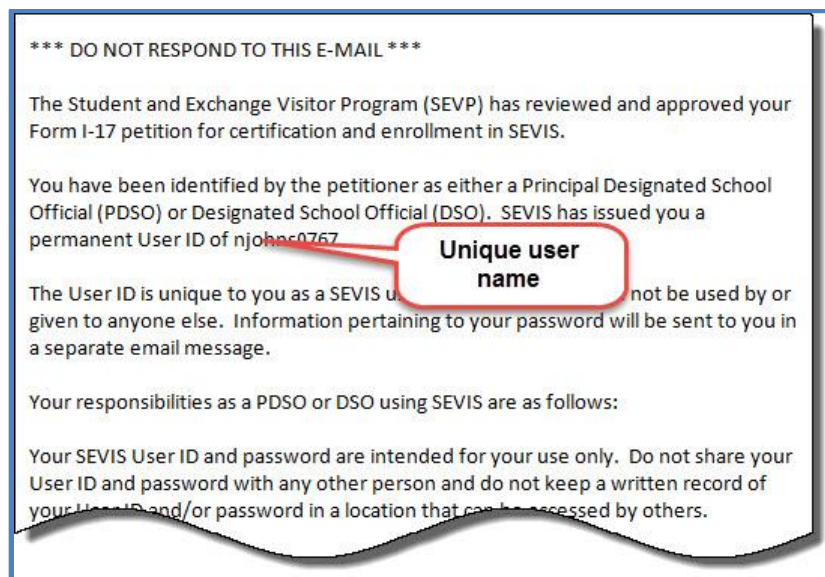 *** DO NOT RESPOND TO THIS E-MAIL ***
The Student and Exchange Visitor Program (SEVP) has reviewed and approved your
Form I-17 petition for certification and enrollment in SEVIS.
You have been identified by the petitioner as either a Principal Designated School
Official (PDSO) or Designated School Official (DSO). SEVIS has issued you a
permanent User ID of njohns0767
Unique user
name
The User ID is unique to you as a SEVIS not be used by or
given to anyone else. Information pertaining to your password will be sent to you in
a separate email message.
Your responsibilities as a PDSO or DSO using SEVIS are as follows:
Your SEVIS User ID and password are intended for your use only. Do not share your
User ID and password with any other person and do not keep a written record of
your User ID and/or password in a location that can be accessed by others.